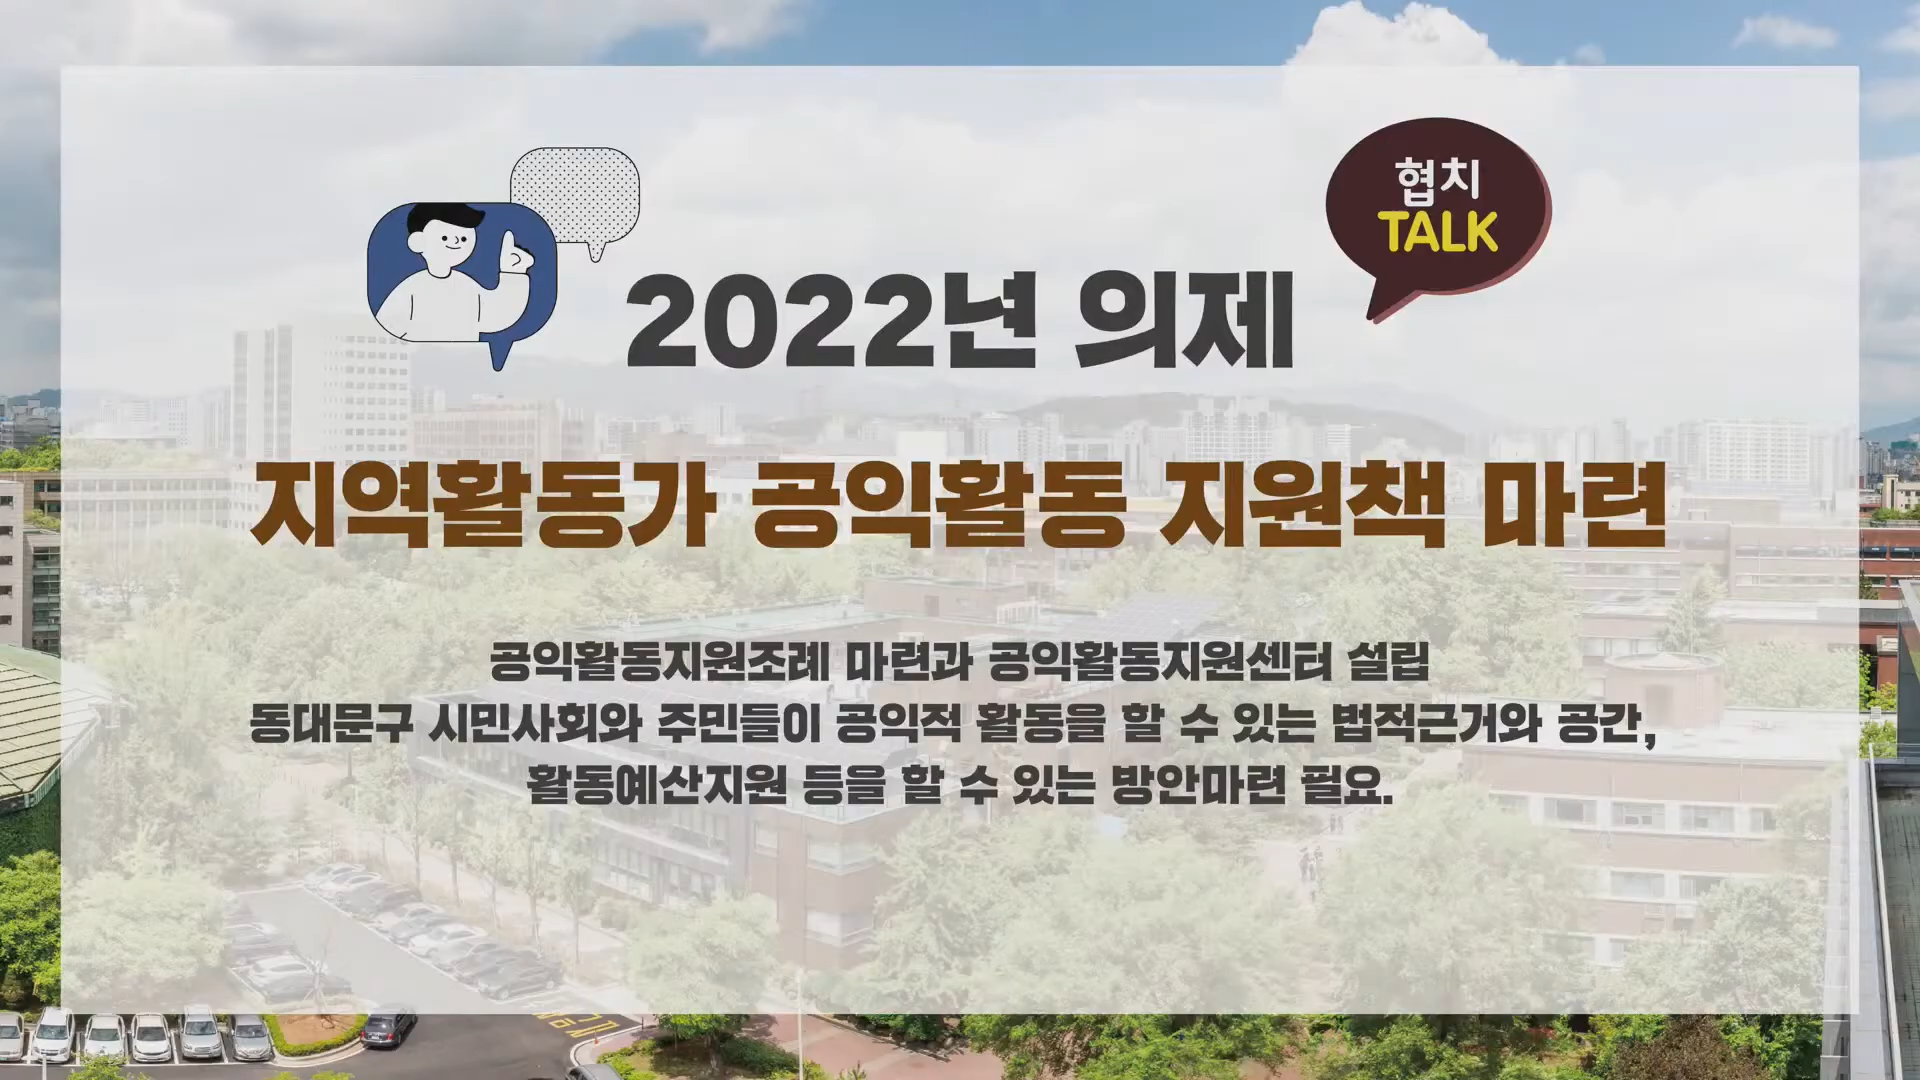 협치
TALK
2022년 의제
지역활동가 공익활동 지원책 마련
공익활동지원조례 마련과 공익활동지원센터 설립
동대문구 시민사회와 주민들이 공익적 활동을 할 수 있는 법적근거와 공간,
활동예산지원 등을 할 수 있는 방안마련 필요.